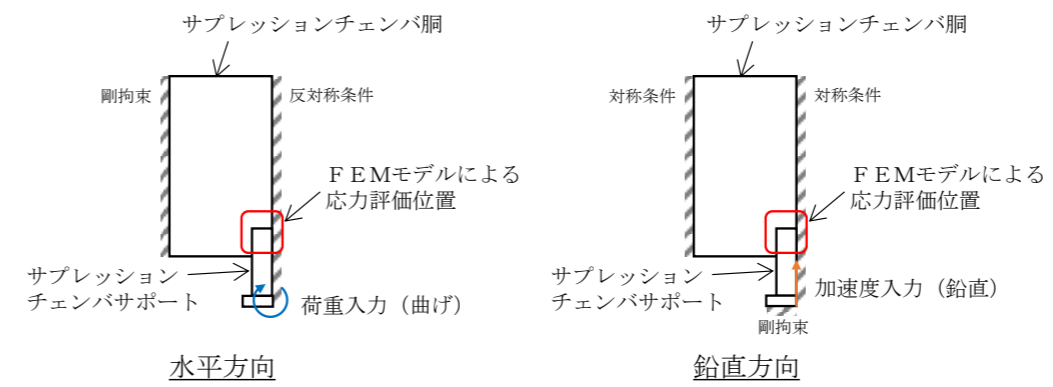 サプレッションチェンバ胴
剛拘束
反対称条件
ＦＥＭモデルによる
応力評価位置
サプレッション
チェンバサポート
荷重入力（曲げ）
水平方向
サプレッションチェンバ胴
対称条件
対称条件
ＦＥＭモデルによる
応力評価位置
サプレッション
チェンバサポート
加速度入力（鉛直）
剛拘束
鉛直方向